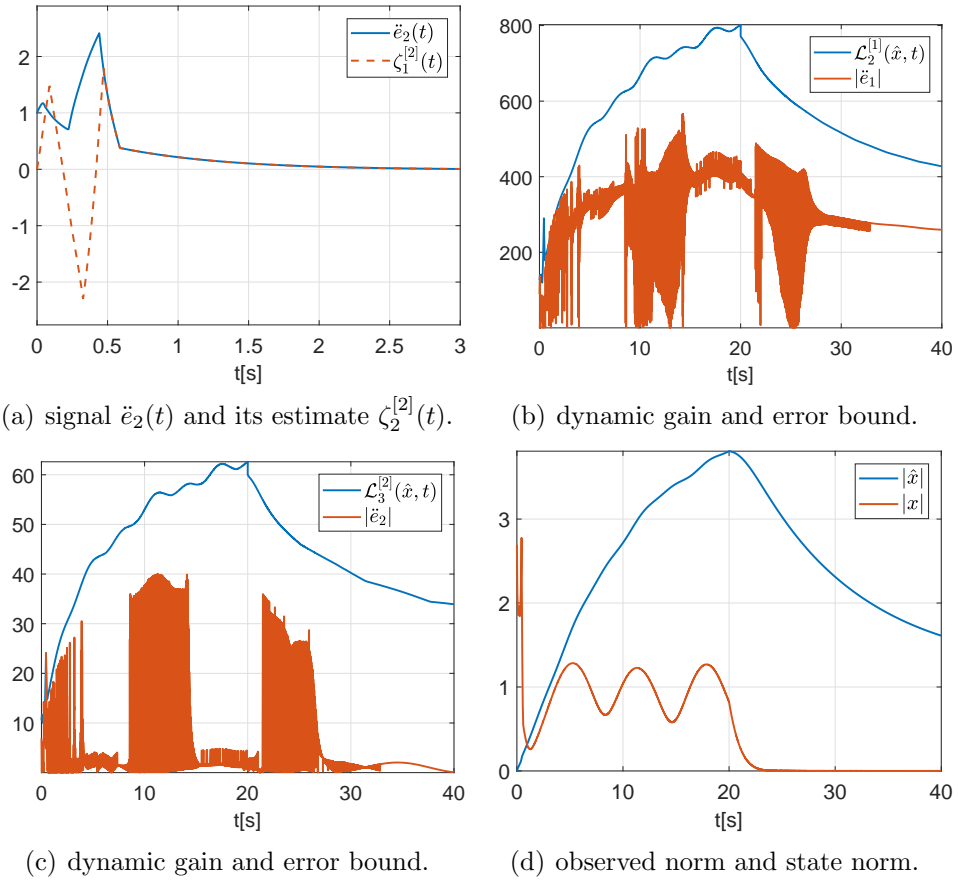 2
1
0
-1
-2
0
0.5
1
1.5
2
2.5
3
t[s]
ë₂(t)
ζ₁^[2](t)
(a) signal ë₂(t) and its estimate ζ₂^[2](t).
800
600
400
200
0
10
20
30
40
t[s]
𝓛₂^[1](x̂, t)
|ë₁|
(b) dynamic gain and error bound.
60
50
40
30
20
10
0
10
20
30
40
t[s]
𝓛₃^[2](x̂, t)
|ë₂|
(c) dynamic gain and error bound.
3
2
1
0
0
10
20
30
40
t[s]
|x̂|
|x|
(d) observed norm and state norm.